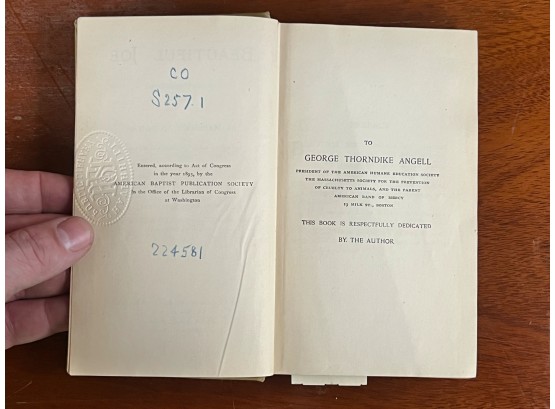 CO
S257.1
Entered, according to Act of Congress
in the year 1893, by the
AMERICAN BAPTIST PUBLICATION SOCIETY
in the Office of the Librarian of Congress
at Washington
224581
TO
GEORGE THORNDIKE ANGELL
PRESIDENT OF THE AMERICAN HUMANE EDUCATION SOCIETY
THE MASSACHUSETTS SOCIETY FOR THE PREVENTION
OF CRUELTY TO ANIMALS, AND THE PARENT
AMERICAN BAND OF MERCY
19 MILK ST., BOSTON
THIS BOOK IS RESPECTFULLY DEDICATED
BY THE AUTHOR